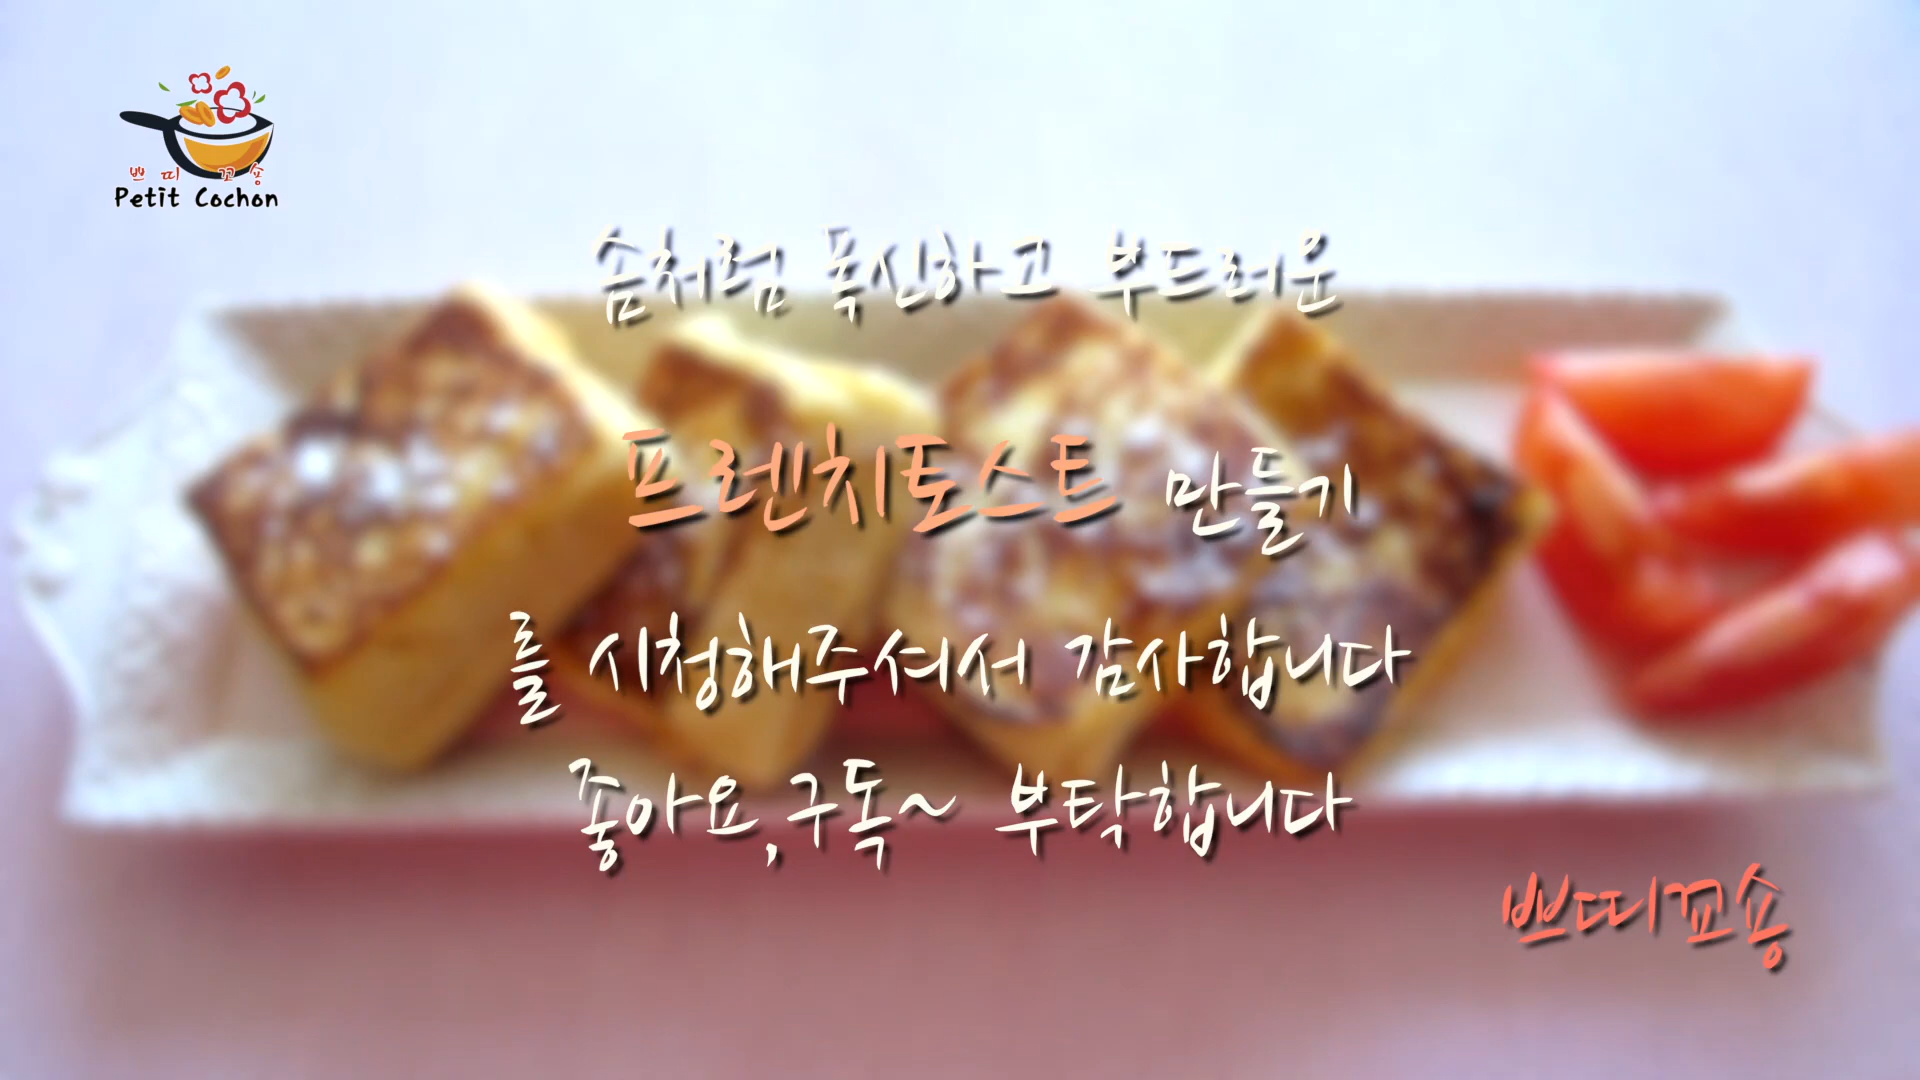 쁘띠 꼬숑
Petit Cochon
솜처럼 폭신하고 부드러운
프렌치토스트 만들기
를 시청해주셔서 감사합니다
좋아요,구독~ 부탁합니다
쁘띠꼬숑